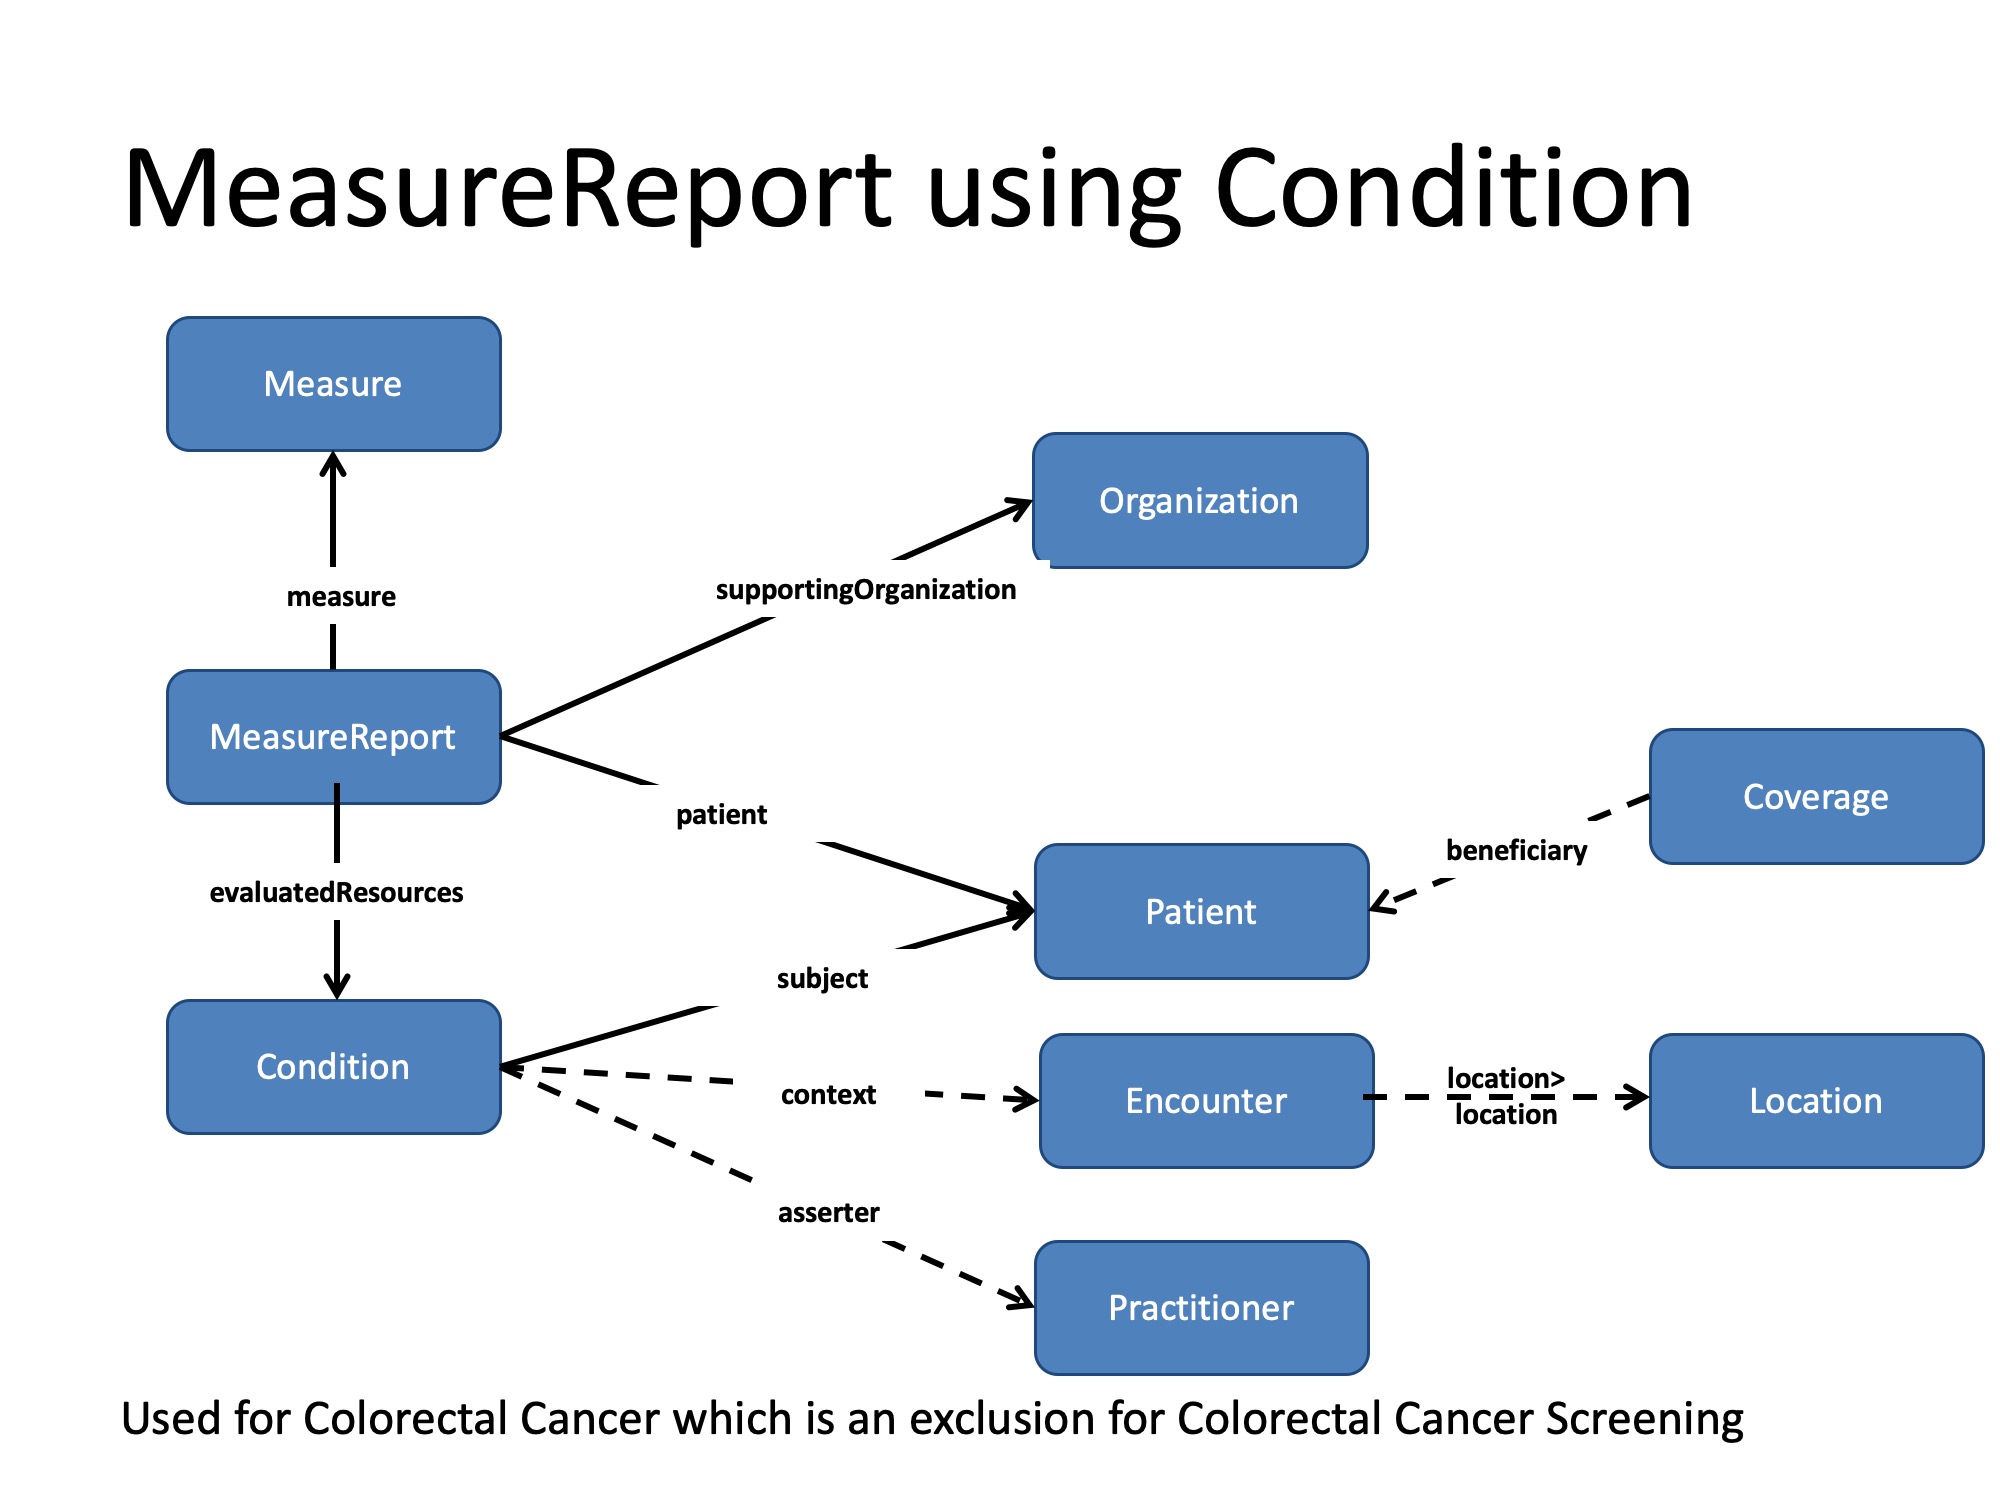 MeasureReport using Condition
Measure
Organization
measure
supportingOrganization
MeasureReport
Coverage
patient
beneficiary
evaluatedResources
Patient
subject
Condition
context
Encounter
location>
location
Location
asserter
Practitioner
Used for Colorectal Cancer which is an exclusion for Colorectal Cancer Screening